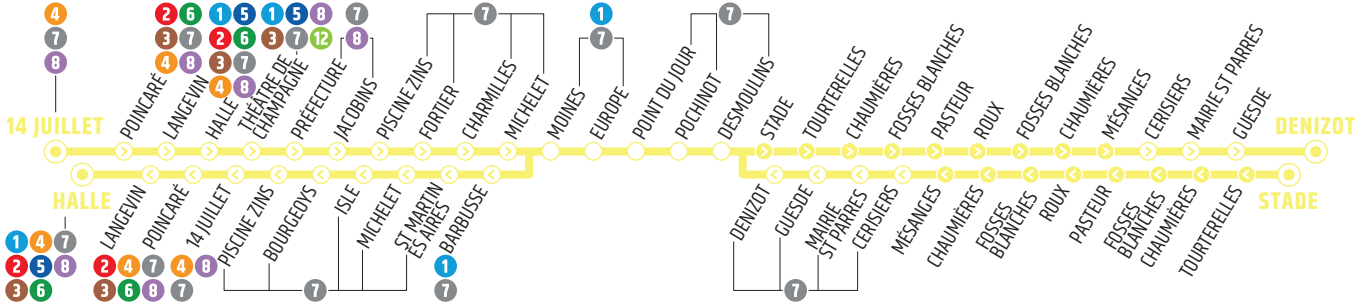 4
7
8
2 6
3 7
4 8
1 5
2 6
3 7
4 8
1 5 8
3 7 12
7
8
7
1
7
7
14 JUILLET
POINCARÉ
LANGEVIN
HALLE
THÉÂTRE DE
CHAMPAGNE
PRÉFECTURE
JACOBINS
PISCINE ZINS
FORTIER
CHARMILLES
MICHELET
MOINES
EUROPE
POINT DU JOUR
POCHINOT
DESMOULINS
STADE
TOURTERELLES
CHAUMIÈRES
FOSSES BLANCHES
PASTEUR
ROUX
FOSSES BLANCHES
CHAUMIÈRES
MÉSANGES
CERISIERS
MAIRIE ST PARRES
GUESDE
DENIZOT
HALLE
LANGEVIN
POINCARÉ
14 JUILLET
PISCINE ZINS
BOURGEOYS
ISLE
MICHELET
ST MARTIN
ES AIRES
BARBUSSE
DENIZOT
GUESDE
MAIRIE
ST PARRES
CERISIERS
MÉSANGES
CHAUMIÈRES
FOSSES
BLANCHES
ROUX
PASTEUR
FOSSES
BLANCHES
CHAUMIÈRES
TOURTERELLES
STADE
1 4 7
2 5 8
3 6
2 4 7
3 6 8
4 8
7
7
1
7
7